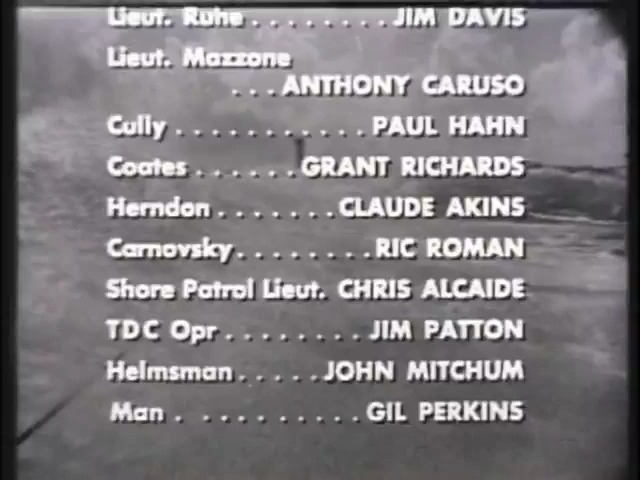 Lieut. Ruhe . . . . . . . . JIM DAVIS
Lieut. Mazzone
. . . ANTHONY CARUSO
Cully . . . . . . . . . . . PAUL HAHN
Coates . . . . . . GRANT RICHARDS
Herndon . . . . . . . CLAUDE AKINS
Carnovsky . . . . . . . . RIC ROMAN
Shore Patrol Lieut. CHRIS ALCAIDE
TDC Opr . . . . . . . . JIM PATTON
Helmsman . . . . . JOHN MITCHUM
Man . . . . . . . . . . GIL PERKINS